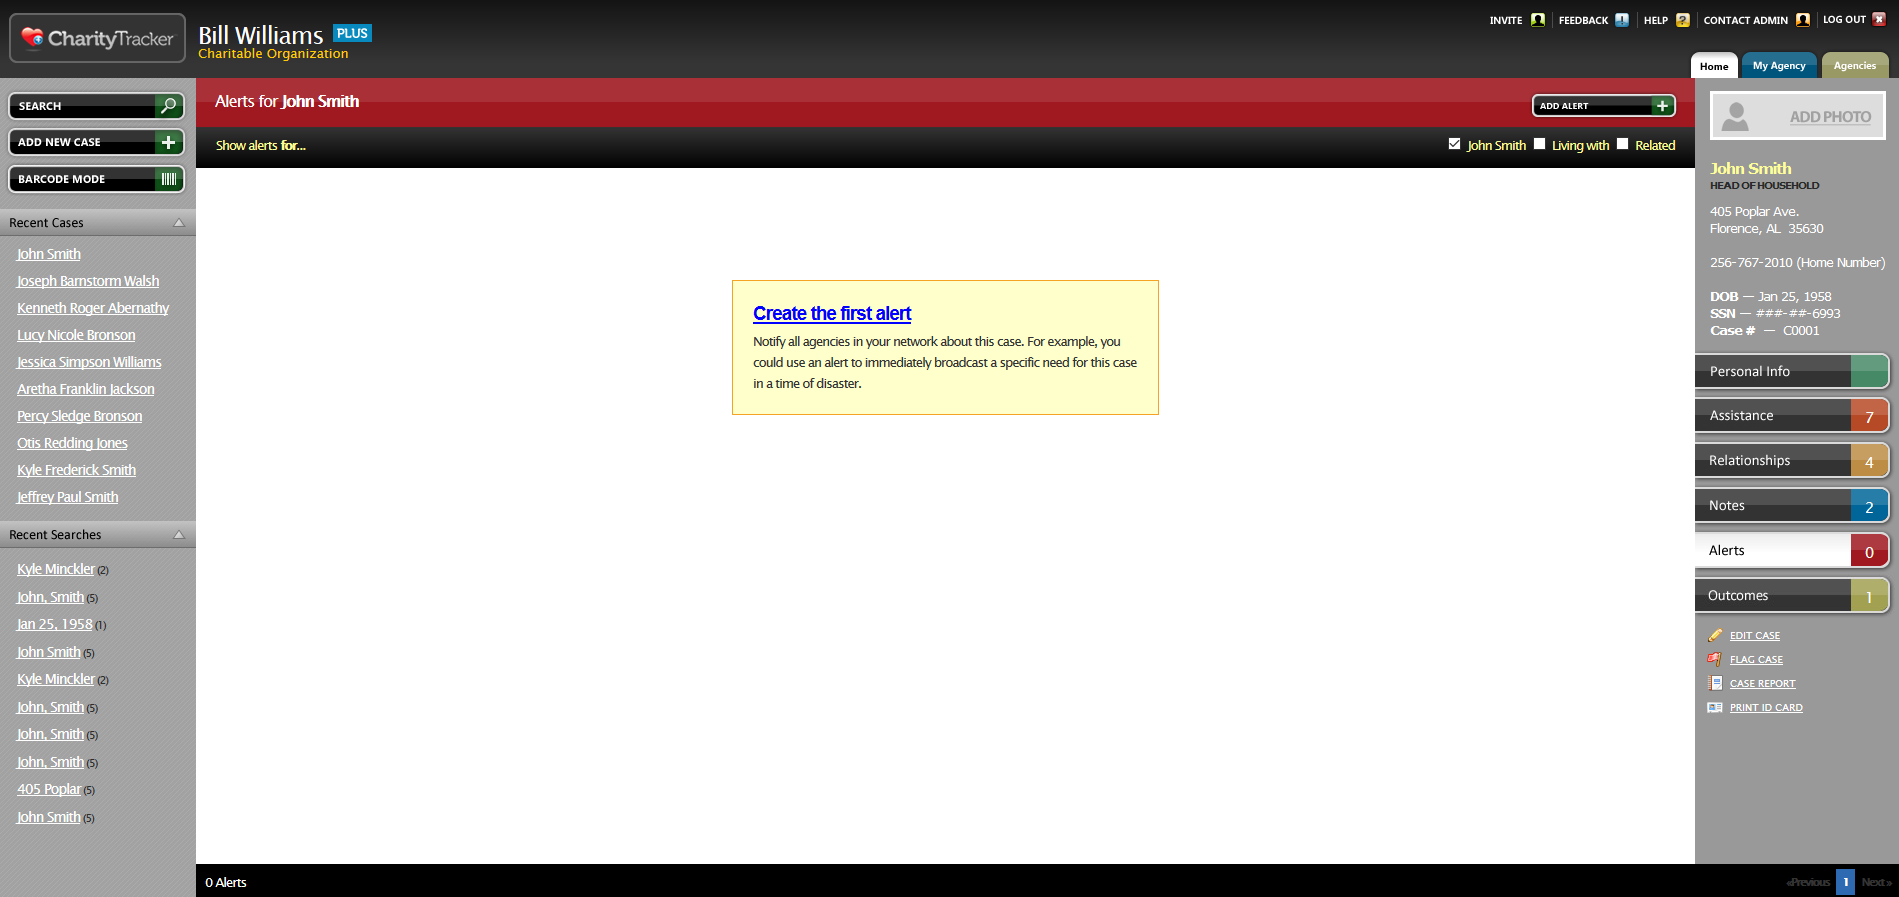 CharityTracker
Bill Williams PLUS
Charitable Organization
INVITE FEEDBACK HELP CONTACT ADMIN LOG OUT
Home My Agency Agencies
SEARCH
ADD NEW CASE
BARCODE MODE
Recent Cases
John Smith
Joseph Barnstorm Walsh
Kenneth Roger Abernathy
Lucy Nicole Bronson
Jessica Simpson Williams
Aretha Franklin Jackson
Percy Sledge Bronson
Otis Redding Jones
Kyle Frederick Smith
Jeffrey Paul Smith
Recent Searches
Kyle Minckler (2)
John, Smith (5)
Jan 25, 1958 (1)
John Smith (5)
Kyle Minckler (2)
John, Smith (5)
John, Smith (5)
John, Smith (5)
405 Poplar (5)
John Smith (5)
Alerts for John Smith
ADD ALERT
Show alerts for...
John Smith Living with Related
Create the first alert
Notify all agencies in your network about this case. For example, you
could use an alert to immediately broadcast a specific need for this case
in a time of disaster.
0 Alerts
«Previous 1 Next»
ADD PHOTO
John Smith
HEAD OF HOUSEHOLD
405 Poplar Ave.
Florence, AL 35630
256-767-2010 (Home Number)
DOB — Jan 25, 1958
SSN — ###-##-6993
Case # — C0001
Personal Info
Assistance 7
Relationships 4
Notes 2
Alerts 0
Outcomes 1
EDIT CASE
FLAG CASE
CASE REPORT
PRINT ID CARD